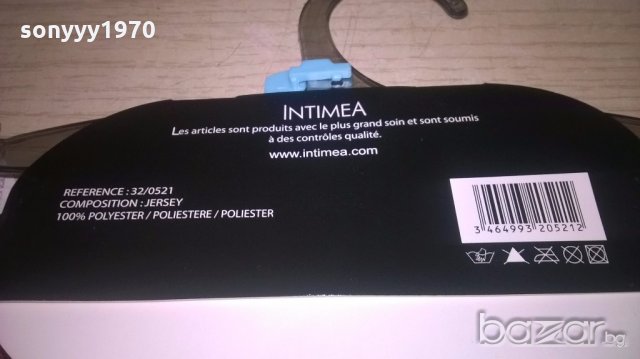 sonyyy1970
INTIMEA
Les articles sont produits avec le plus grand soin et sont soumis
à des contrôles qualité.
www.intimea.com
REFERENCE : 32/0521
COMPOSITION : JERSEY
100% POLYESTER / POLIESTERE / POLIESTER
3 464993 205212
bazar.bg